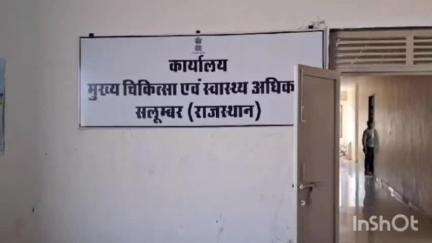 कार्यालय
मुख्य चिकित्सा एवं स्वास्थ्य अधिक
सलूम्बर (राजस्थान)
InShOt